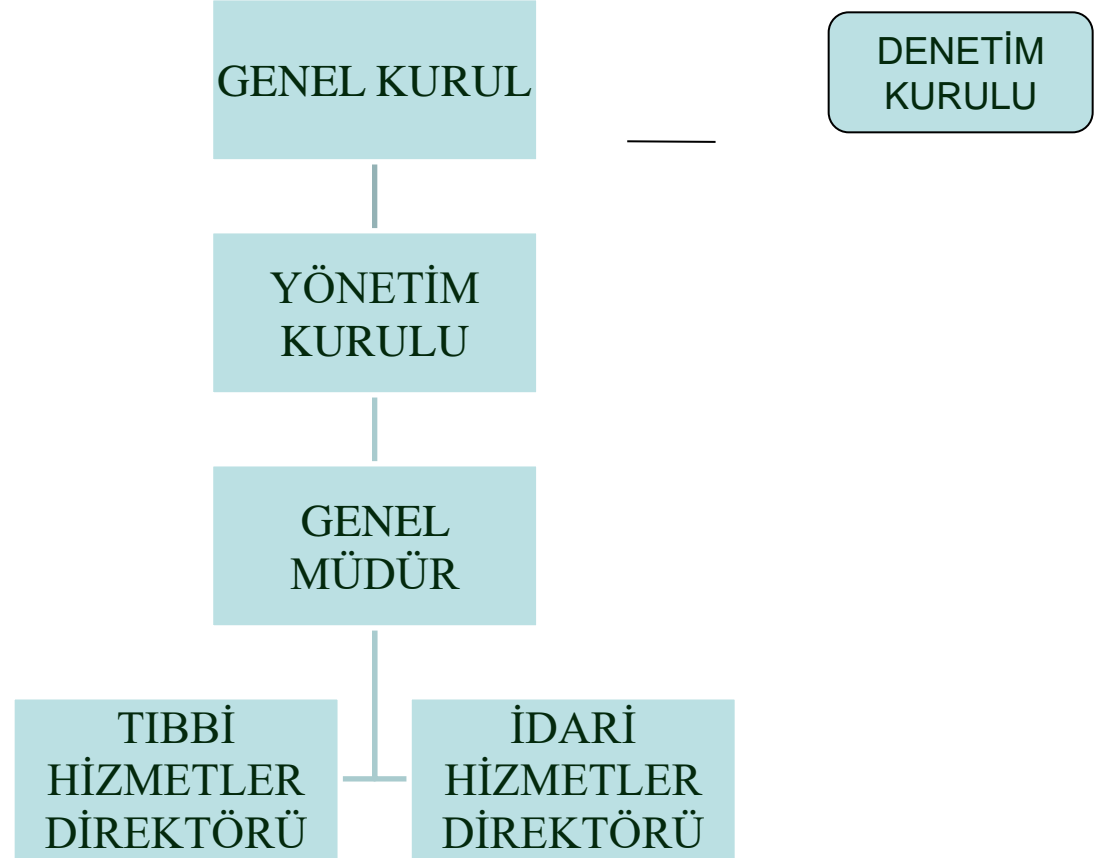 GENEL KURUL
DENETİM
KURULU
YÖNETİM
KURULU
GENEL
MÜDÜR
TIBBİ
HİZMETLER
DİREKTÖRÜ
İDARİ
HİZMETLER
DİREKTÖRÜ